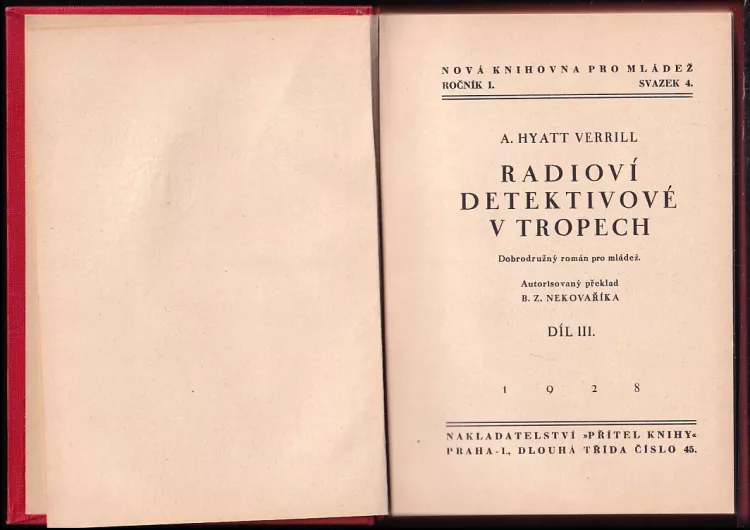 NOVÁ KNIHOVNA PRO MLÁDEŽ
ROČNÍK 1. SVAZEK 4.
A. HYATT VERRILL
RADIOVÍ
DETEKTIVOVÉ
V TROPECH
Dobrodružný román pro mládež.
Autorisovaný překlad
B. Z. NEKOVAŘÍKA
DÍL III.
1 9 2 8
NAKLADATELSTVÍ »PŘÍTEL KNIHY«
PRAHA-I., DLOUHÁ TŘÍDA ČÍSLO 45.